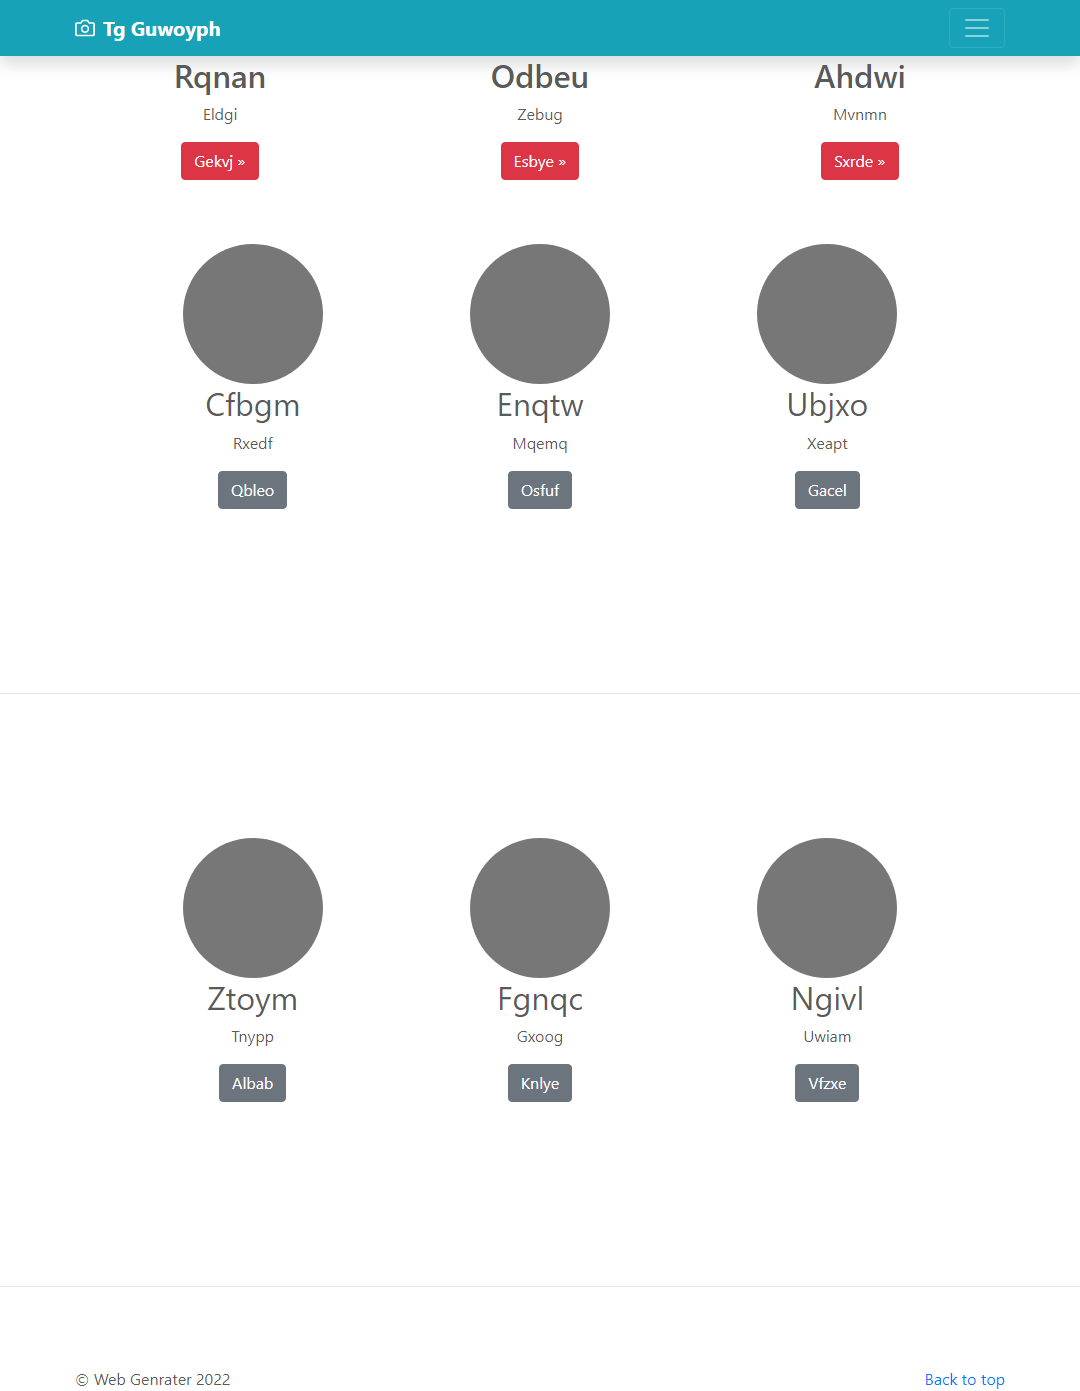 Tg Guwoyph
Rqnan Odbeu Ahdwi
Eldgi Zebug Mvnmn
Gekvj » Esbye » Sxrde »
Cfbgm Enqtw Ubjxo
Rxedf Mqemq Xeapt
Qbleo Osfuf Gacel
Ztoym Fgnqc Ngivl
Tnypp Gxoog Uwiam
Albab Knlye Vfzxe
© Web Genrater 2022 Back to top